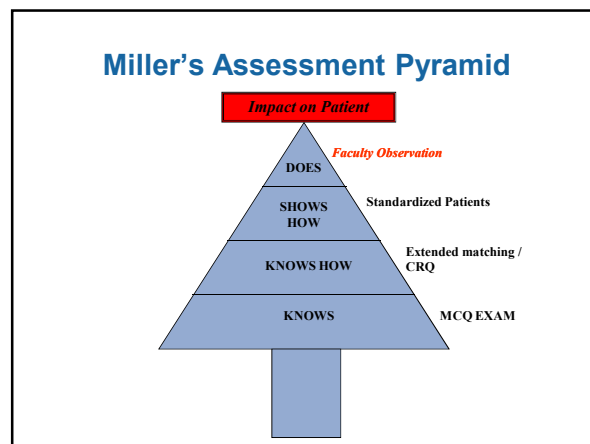 Miller's Assessment Pyramid
Impact on Patient
Faculty Observation
DOES
Standardized Patients
SHOWS
HOW
Extended matching /
CRQ
KNOWS HOW
KNOWS
MCQ EXAM